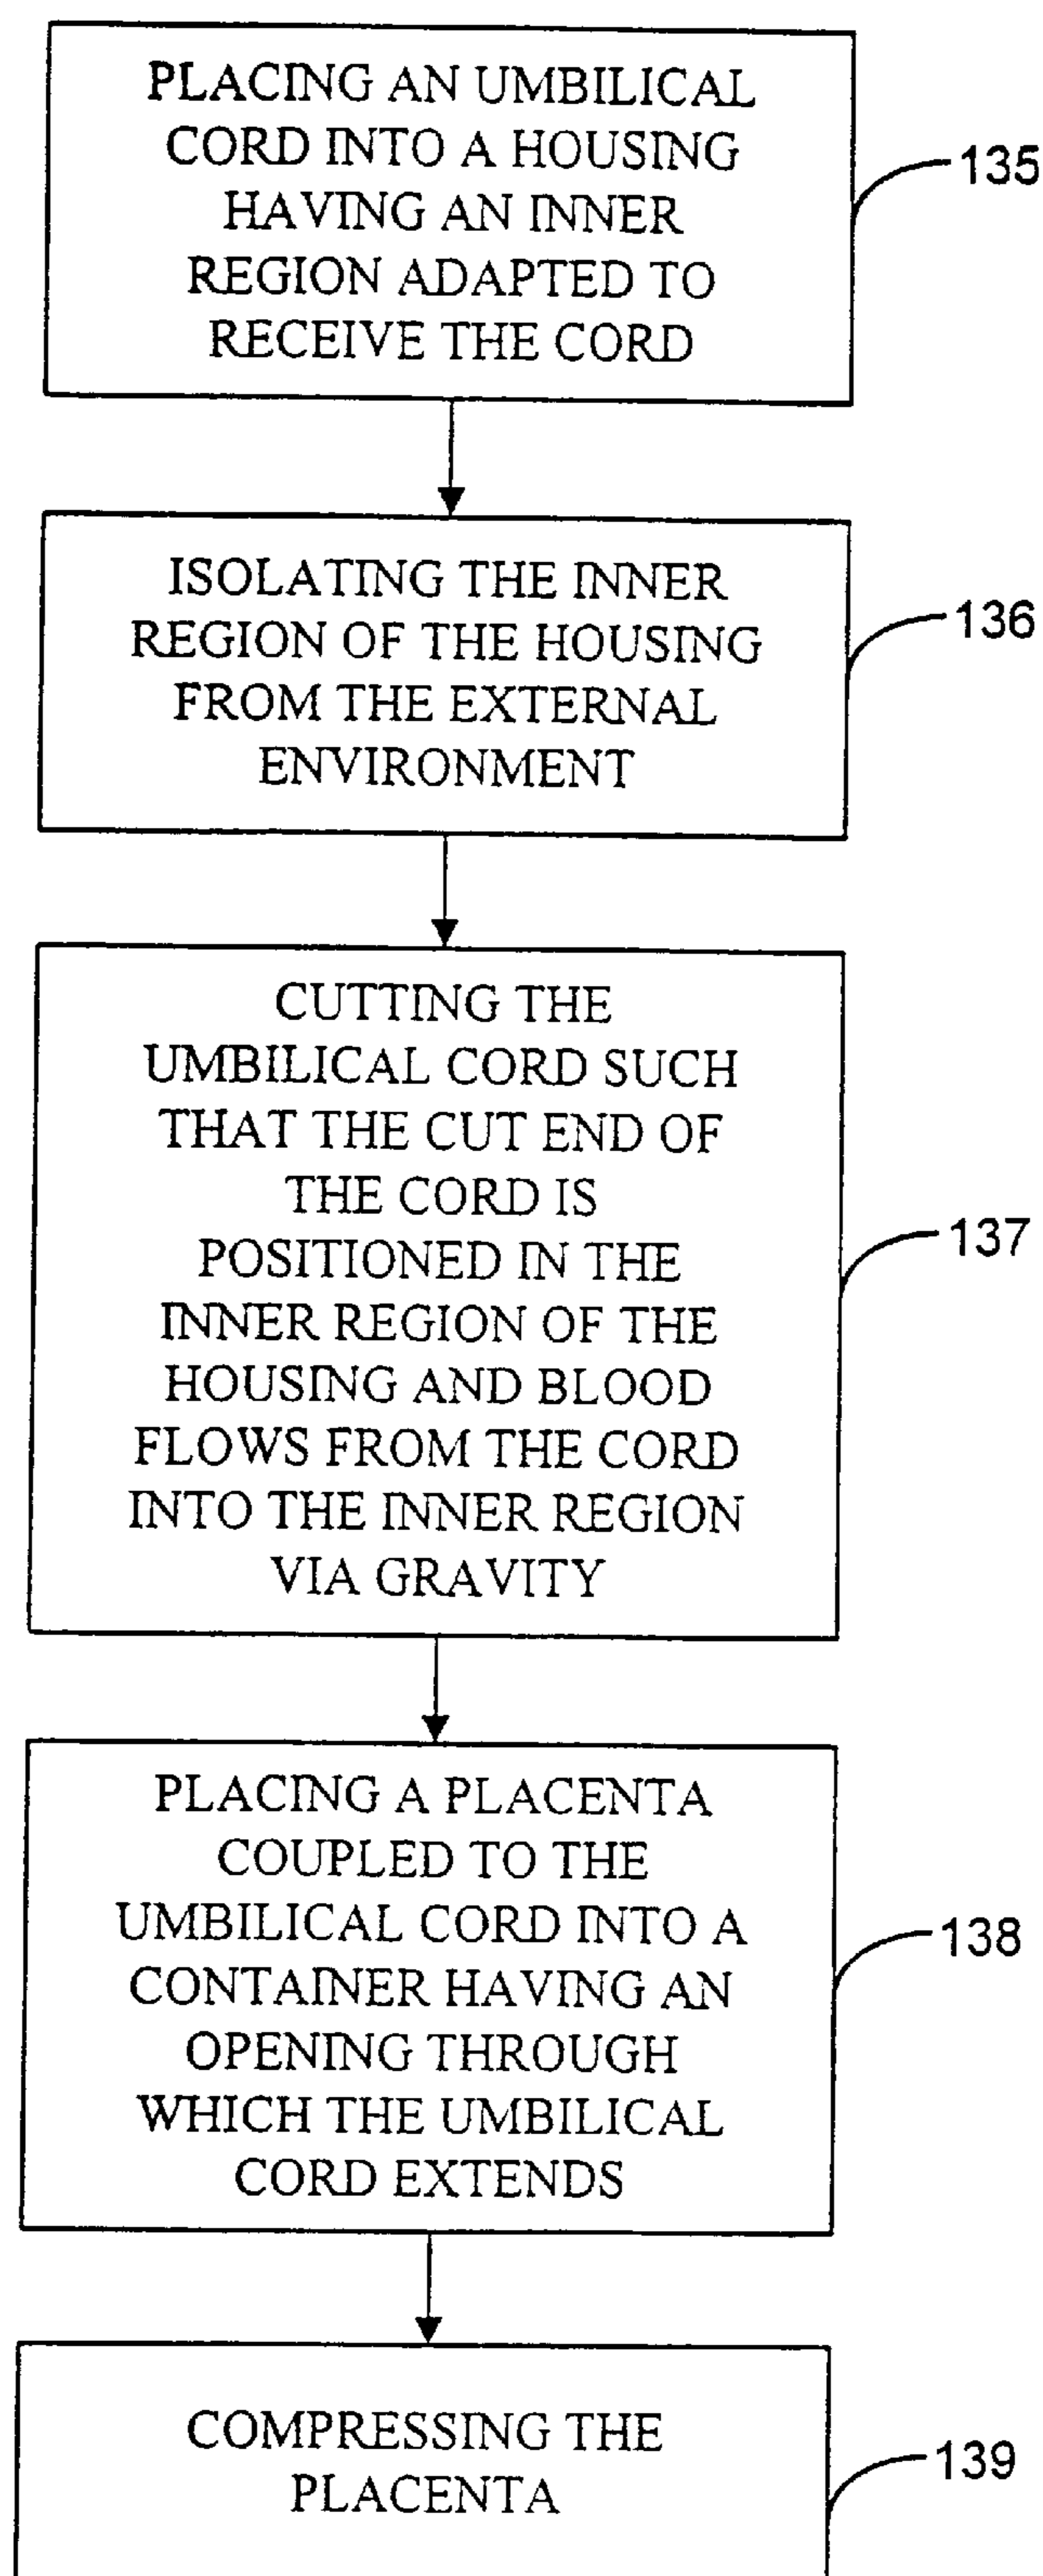 PLACING AN UMBILICAL
CORD INTO A HOUSING
HAVING AN INNER
REGION ADAPTED TO
RECEIVE THE CORD
135
ISOLATING THE INNER
REGION OF THE HOUSING
FROM THE EXTERNAL
ENVIRONMENT
136
CUTTING THE
UMBILICAL CORD SUCH
THAT THE CUT END OF
THE CORD IS
POSITIONED IN THE
INNER REGION OF THE
HOUSING AND BLOOD
FLOWS FROM THE CORD
INTO THE INNER REGION
VIA GRAVITY
137
PLACING A PLACENTA
COUPLED TO THE
UMBILICAL CORD INTO A
CONTAINER HAVING AN
OPENING THROUGH
WHICH THE UMBILICAL
CORD EXTENDS
138
COMPRESSING THE
PLACENTA
139